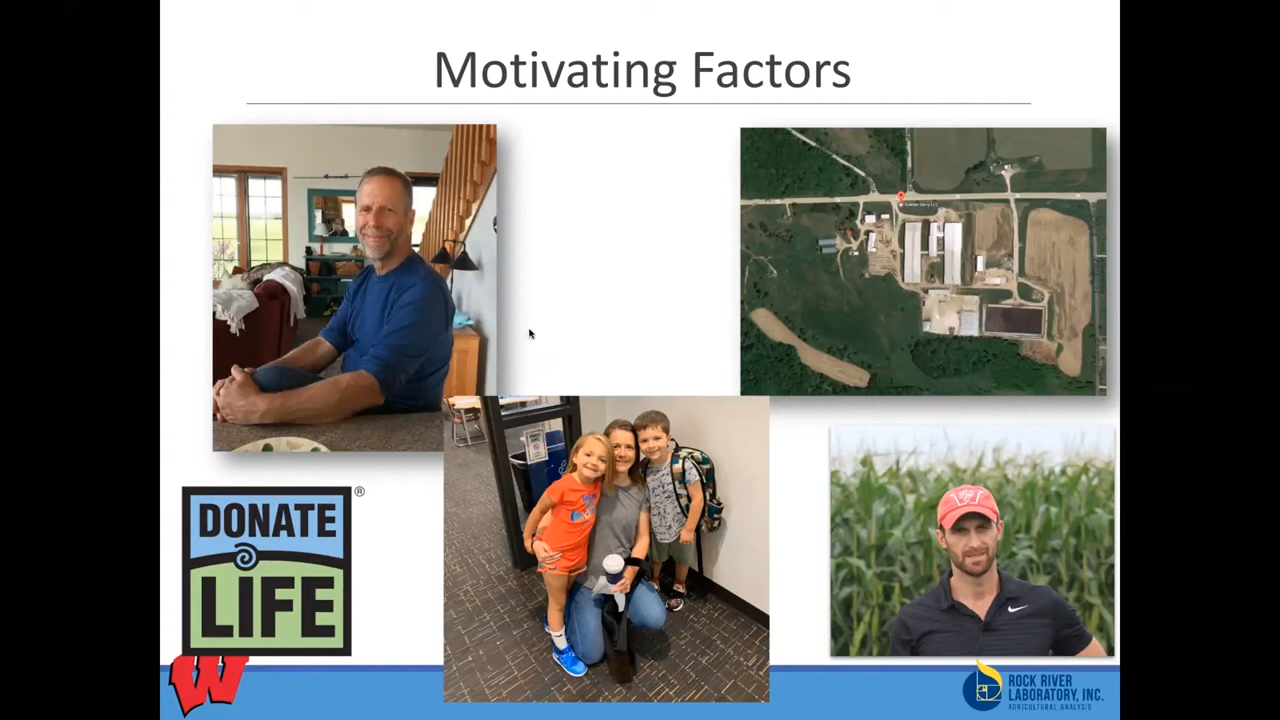 Motivating Factors
DONATE
LIFE
®
W
ROCK RIVER
LABORATORY, INC.
AGRICULTURAL ANALYSIS